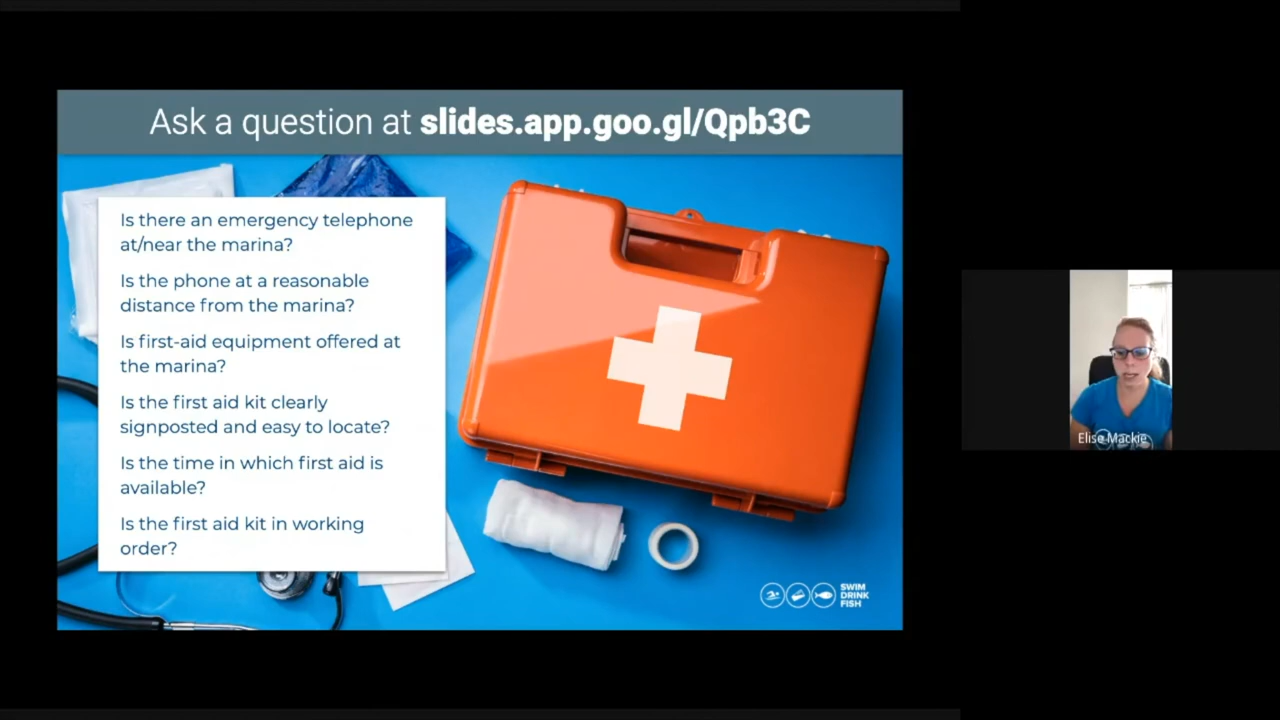 Ask a question at slides.app.goo.gl/Qpb3C
Is there an emergency telephone
at/near the marina?
Is the phone at a reasonable
distance from the marina?
Is first-aid equipment offered at
the marina?
Is the first aid kit clearly
signposted and easy to locate?
Is the time in which first aid is
available?
Is the first aid kit in working
order?
SWIM
DRINK
FISH
Elise Mackie